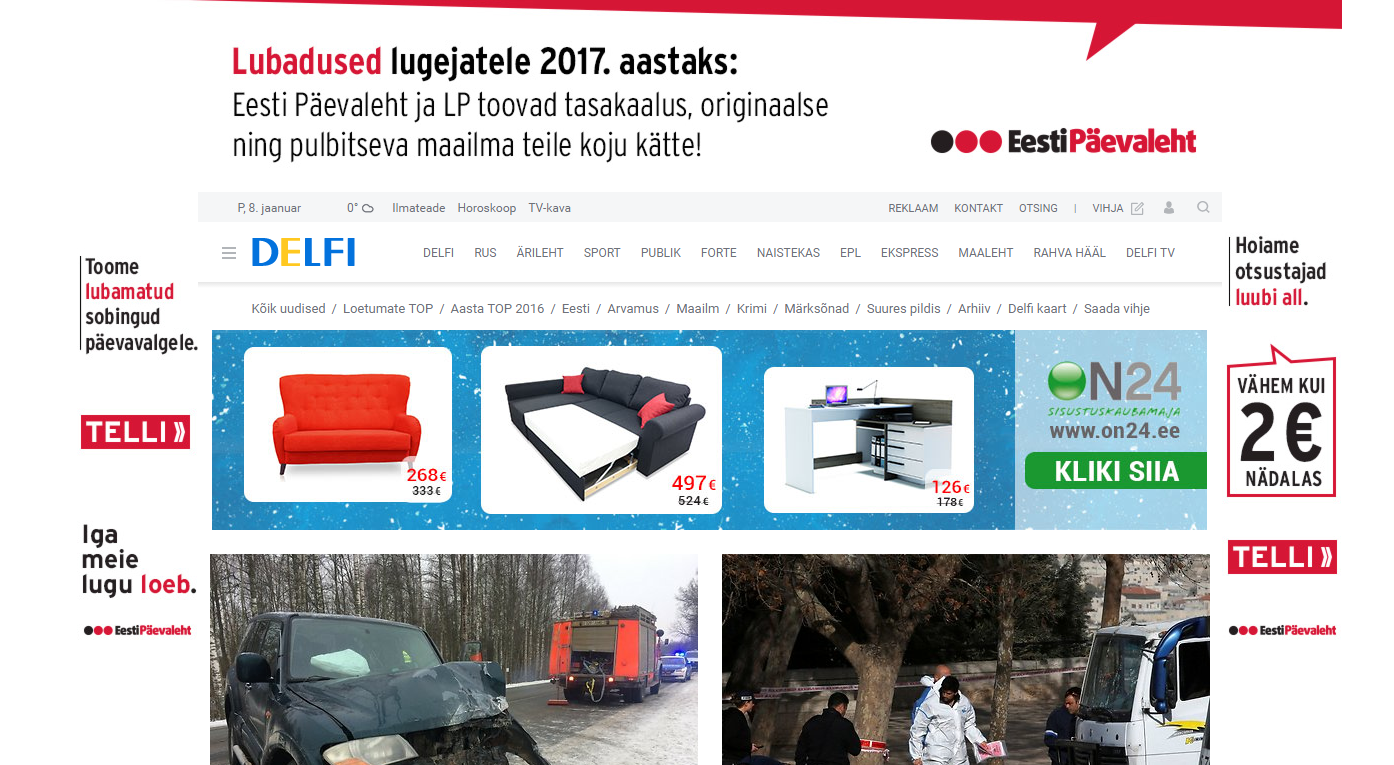 Lubadused lugejatele 2017. aastaks:
Eesti Päevaleht ja LP toovad tasakaalus, originaalse
ning pulbitseva maailma teile koju kätte!
EestiPäevaleht
P, 8. jaanuar 0° Ilmateade Horoskoop TV-kava REKLAAM KONTAKT OTSING | VIHJA
DELFI DELFI RUS ÄRILEHT SPORT PUBLIK FORTE NAISTEKAS EPL EKSPRESS MAALEHT RAHVA HÄÄL DELFI TV
Kõik uudised / Loetumate TOP / Aasta TOP 2016 / Eesti / Arvamus / Maailm / Krimi / Märksõnad / Suures pildis / Arhiiv / Delfi kaart / Saada vihje
Toome
lubamatud
sobingud
päevavalgele.
TELLI
Iga
meie
lugu loeb.
EestiPäevaleht
268€
333€
497€
524€
126€
178€
ON24
SISUSTUSKAUBAMAJA
www.on24.ee
KLIKI SIIA
Hoiame
otsustajad
luubi all.
VÄHEM KUI
2€
NÄDALAS
TELLI
EestiPäevaleht